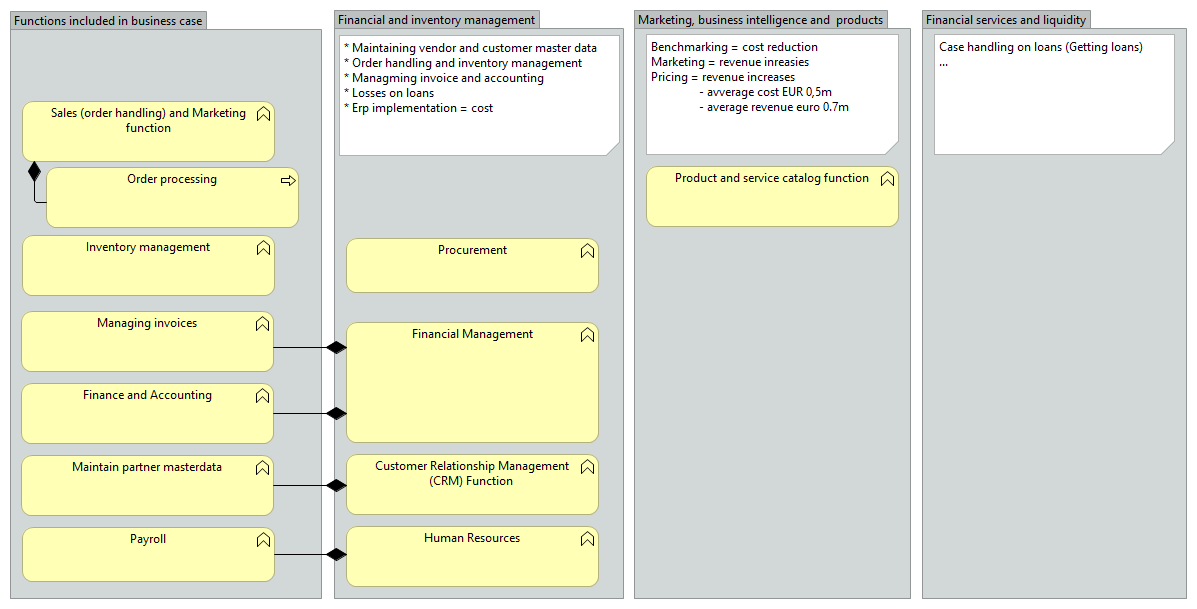 Functions included in business case
Sales (order handling) and Marketing
function
Order processing
Inventory management
Managing invoices
Finance and Accounting
Maintain partner masterdata
Payroll
Financial and inventory management
* Maintaining vendor and customer master data
* Order handling and inventory management
* Managming invoice and accounting
* Losses on loans
* Erp implementation = cost
Procurement
Financial Management
Customer Relationship Management
(CRM) Function
Human Resources
Marketing, business intelligence and  products
Benchmarking = cost reduction
Marketing = revenue inreasies
Pricing = revenue increases
- avverage cost EUR 0,5m
- average revenue euro 0.7m
Product and service catalog function
Financial services and liquidity
Case handling on loans (Getting loans)
...